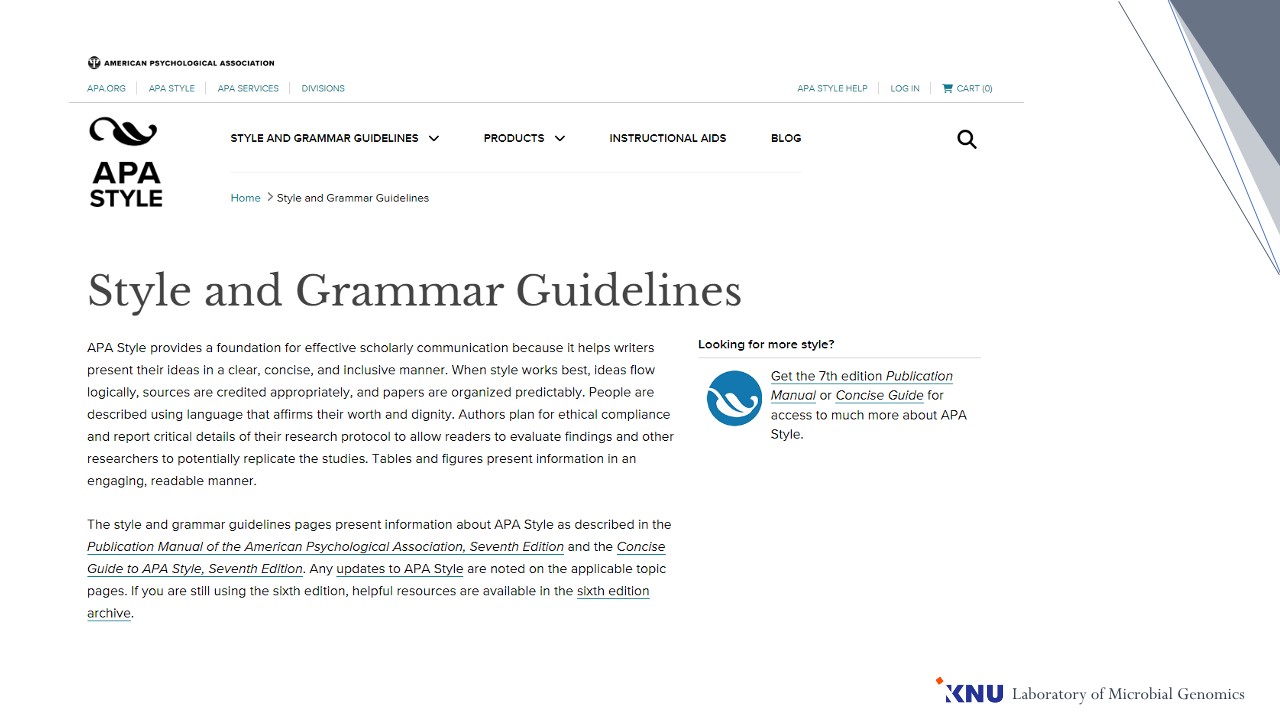 AMERICAN PSYCHOLOGICAL ASSOCIATION
APA.ORG APA STYLE APA SERVICES DIVISIONS APA STYLE HELP LOG IN CART (0)
STYLE AND GRAMMAR GUIDELINES PRODUCTS INSTRUCTIONAL AIDS BLOG
APA
STYLE
Home > Style and Grammar Guidelines
Style and Grammar Guidelines
APA Style provides a foundation for effective scholarly communication because it helps writers
present their ideas in a clear, concise, and inclusive manner. When style works best, ideas flow
logically, sources are credited appropriately, and papers are organized predictably. People are
described using language that affirms their worth and dignity. Authors plan for ethical compliance
and report critical details of their research protocol to allow readers to evaluate findings and other
researchers to potentially replicate the studies. Tables and figures present information in an
engaging, readable manner.
The style and grammar guidelines pages present information about APA Style as described in the
Publication Manual of the American Psychological Association, Seventh Edition and the Concise
Guide to APA Style, Seventh Edition. Any updates to APA Style are noted on the applicable topic
pages. If you are still using the sixth edition, helpful resources are available in the sixth edition
archive.
Looking for more style?
Get the 7th edition Publication
Manual or Concise Guide for
access to much more about APA
Style.
KNU Laboratory of Microbial Genomics